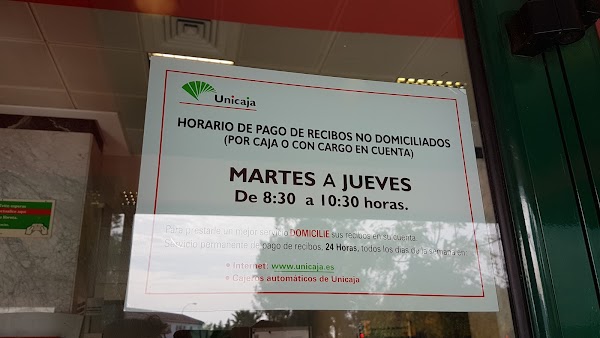 Unicaja
HORARIO DE PAGO DE RECIBOS NO DOMICILIADOS
(POR CAJA O CON CARGO EN CUENTA)
MARTES A JUEVES
De 8:30 a 10:30 horas.
Para prestarle un mejor servicio DOMICILIE sus recibos en su cuenta.
Servicio permanente de pago de recibos, 24 Horas, todos los días de la semana en:
• Internet: www.unicaja.es
• Cajeros automáticos de Unicaja